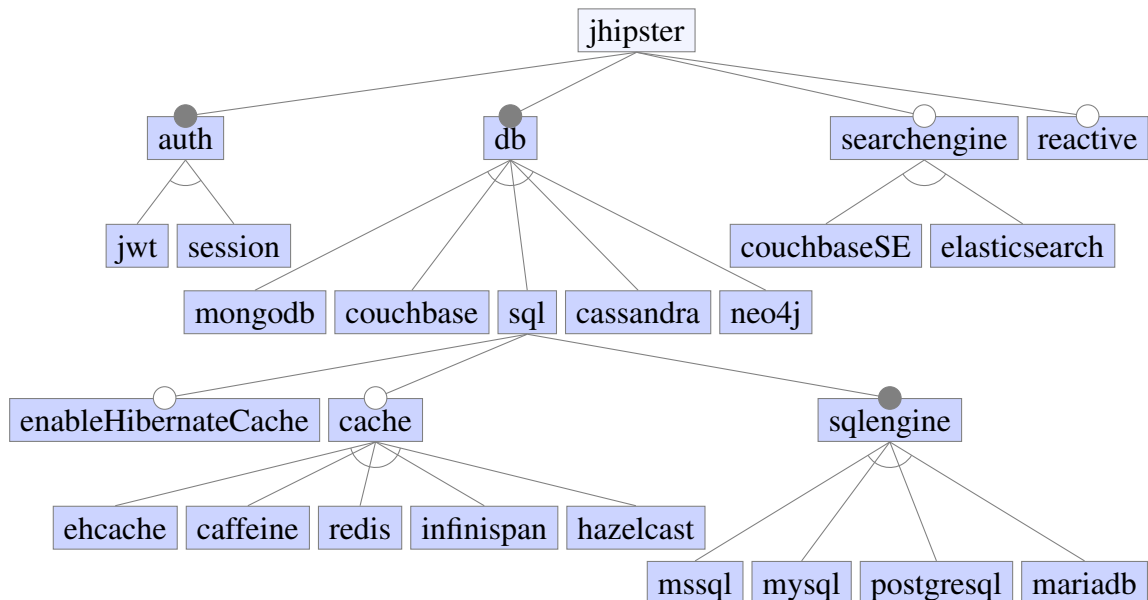 jhipster
auth db searchengine reactive
jwt session couchbaseSE elasticsearch
mongodb couchbase sql cassandra neo4j
enableHibernateCache cache sqlengine
ehcache caffeine redis infinispan hazelcast
mssql mysql postgresql mariadb